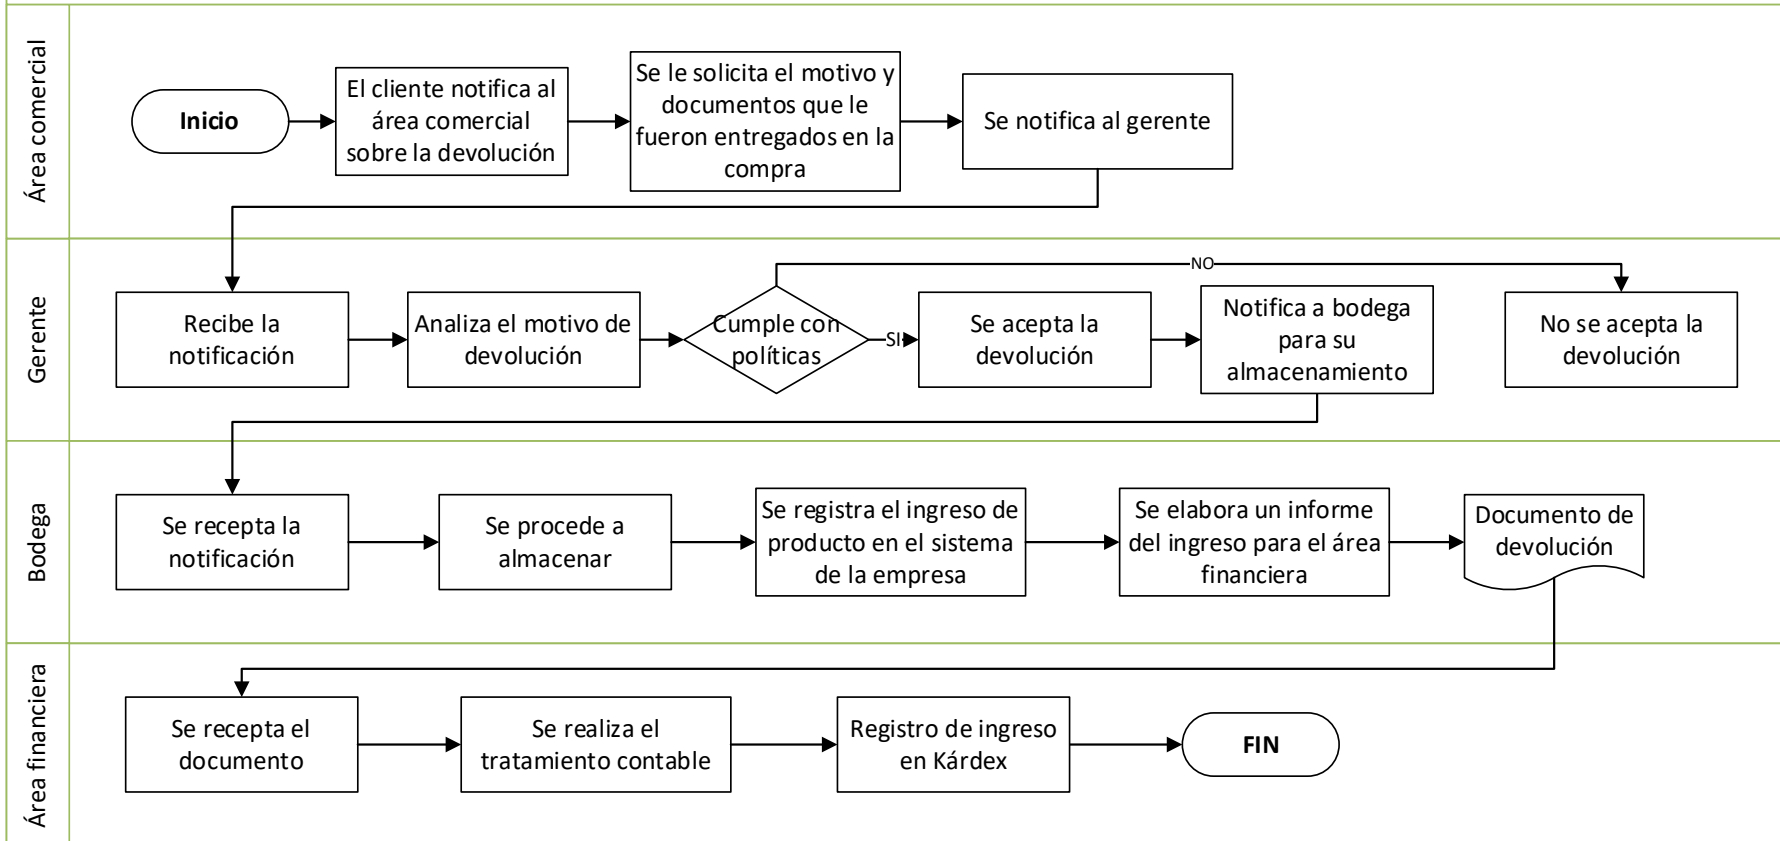 Área comercial
Inicio
El cliente notifica al
área comercial
sobre la devolución
Se le solicita el motivo y
documentos que le
fueron entregados en la
compra
Se notifica al gerente
Gerente
Recibe la
notificación
Analiza el motivo de
devolución
Cumple con
políticas
SI
Se acepta la
devolución
Notifica a bodega
para su
almacenamiento
NO
No se acepta la
devolución
Bodega
Se recepta la
notificación
Se procede a
almacenar
Se registra el ingreso de
producto en el sistema
de la empresa
Se elabora un informe
del ingreso para el área
financiera
Documento de
devolución
Área financiera
Se recepta el
documento
Se realiza el
tratamiento contable
Registro de ingreso
en Kárdex
FIN